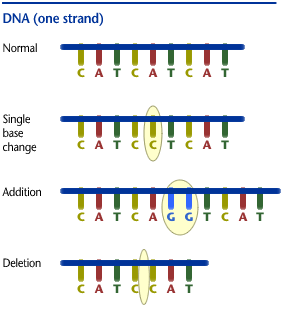 DNA (one strand)
Normal
C A T C A T C A T
Single
base
change
C A T C C T C A T
Addition
C A T C A G G T C A T
Deletion
C A T C C A T